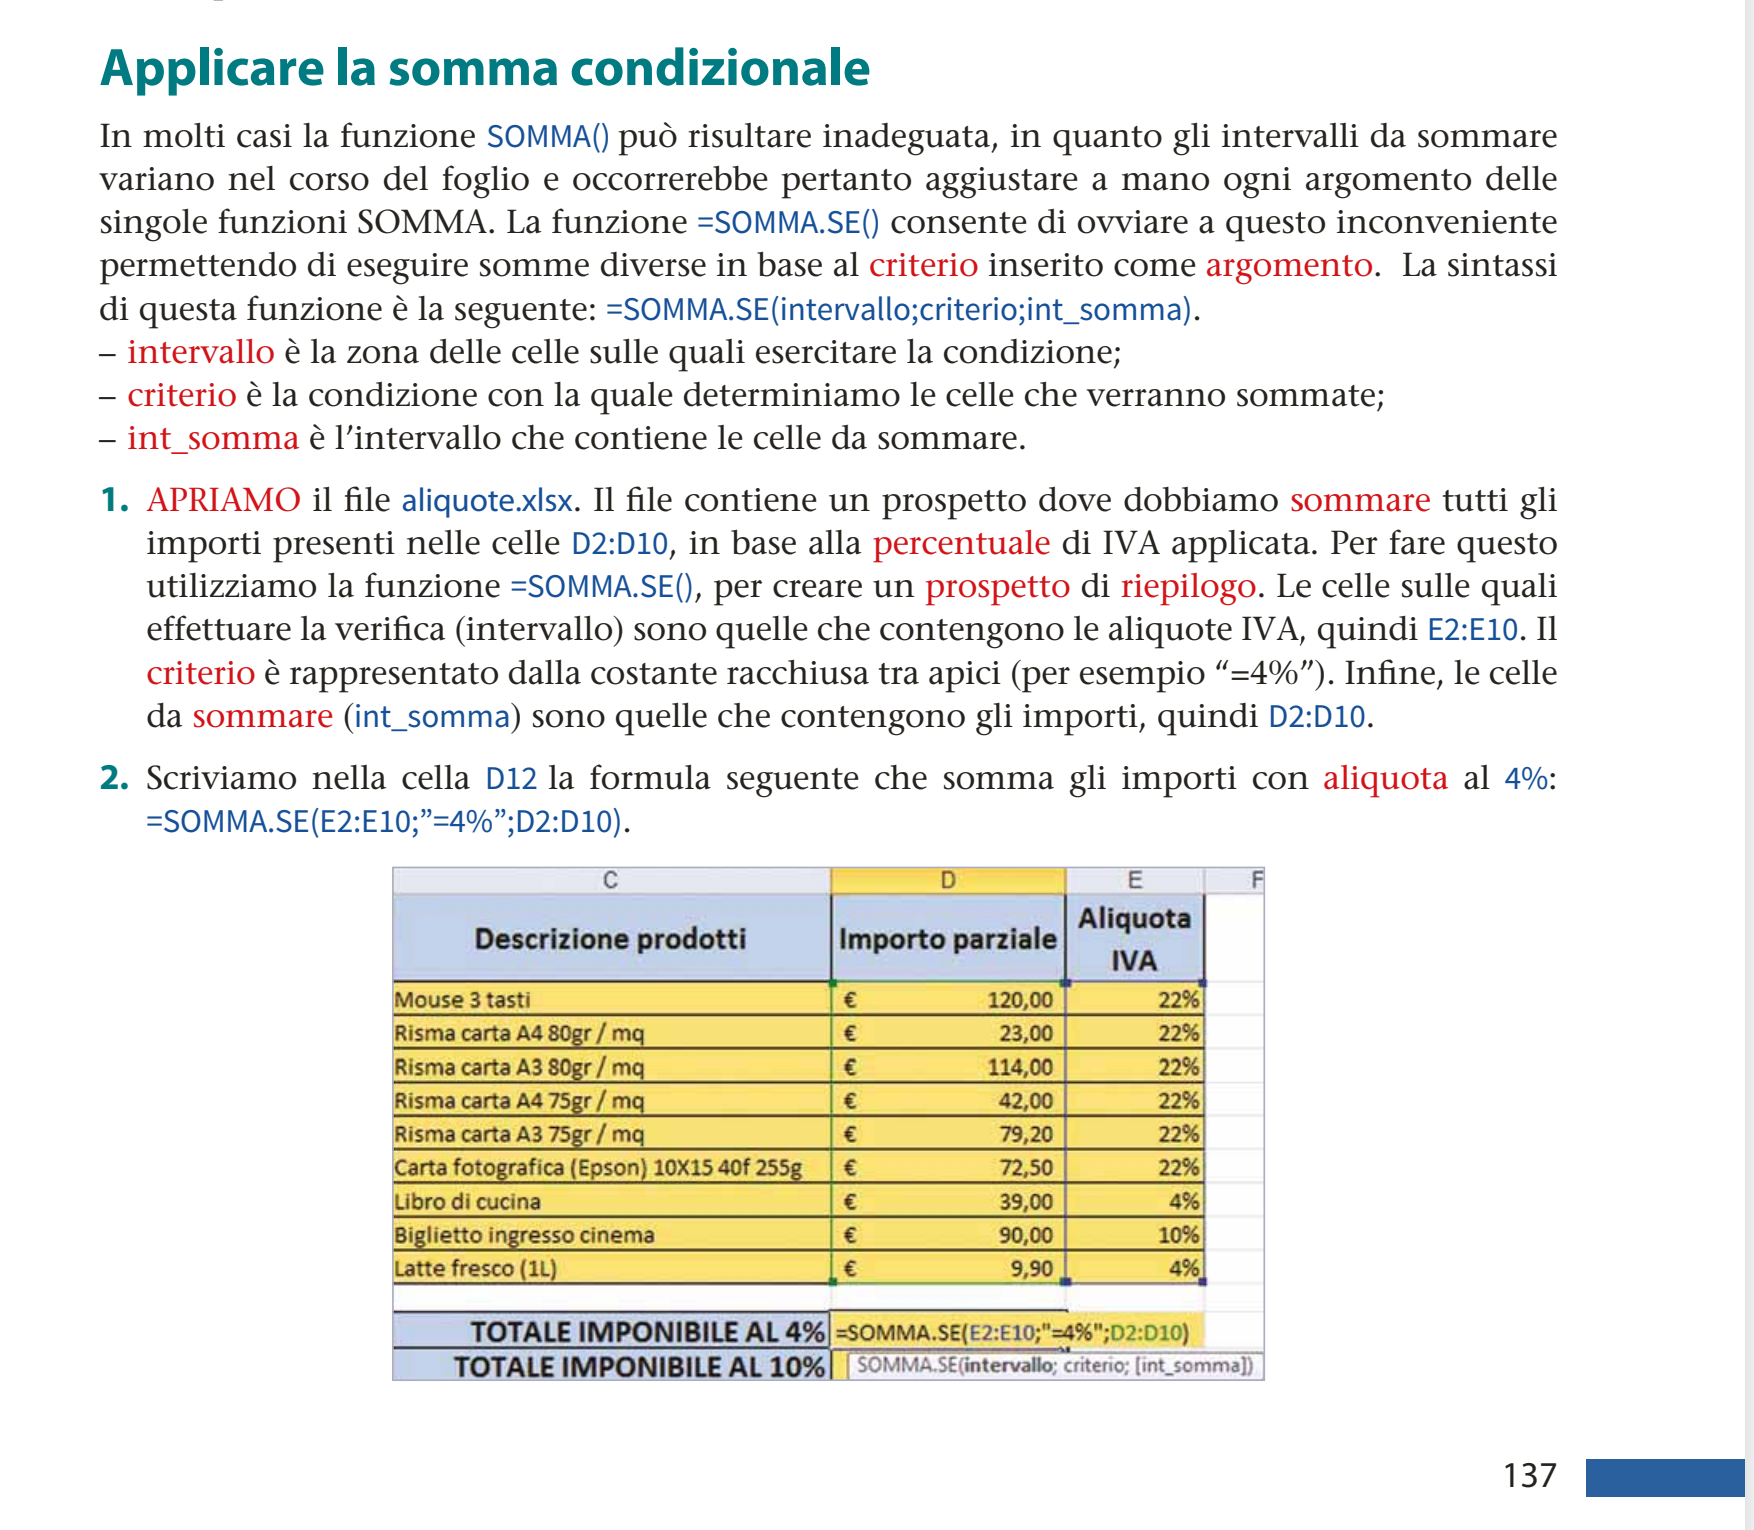 Applicare la somma condizionale
In molti casi la funzione SOMMA() può risultare inadeguata, in quanto gli intervalli da sommare
variano nel corso del foglio e occorrerebbe pertanto aggiustare a mano ogni argomento delle
singole funzioni SOMMA. La funzione =SOMMA.SE() consente di ovviare a questo inconveniente
permettendo di eseguire somme diverse in base al criterio inserito come argomento. La sintassi
di questa funzione è la seguente: =SOMMA.SE(intervallo;criterio;int_somma).
– intervallo è la zona delle celle sulle quali esercitare la condizione;
– criterio è la condizione con la quale determiniamo le celle che verranno sommate;
– int_somma è l’intervallo che contiene le celle da sommare.
1. APRIAMO il file aliquote.xlsx. Il file contiene un prospetto dove dobbiamo sommare tutti gli
importi presenti nelle celle D2:D10, in base alla percentuale di IVA applicata. Per fare questo
utilizziamo la funzione =SOMMA.SE(), per creare un prospetto di riepilogo. Le celle sulle quali
effettuare la verifica (intervallo) sono quelle che contengono le aliquote IVA, quindi E2:E10. Il
criterio è rappresentato dalla costante racchiusa tra apici (per esempio “=4%”). Infine, le celle
da sommare (int_somma) sono quelle che contengono gli importi, quindi D2:D10.
2. Scriviamo nella cella D12 la formula seguente che somma gli importi con aliquota al 4%:
=SOMMA.SE(E2:E10;”=4%”;D2:D10).
C D E F
Descrizione prodotti Importo parziale Aliquota IVA
Mouse 3 tasti € 120,00 22%
Risma carta A4 80gr / mq € 23,00 22%
Risma carta A3 80gr / mq € 114,00 22%
Risma carta A4 75gr / mq € 42,00 22%
Risma carta A3 75gr / mq € 79,20 22%
Carta fotografica (Epson) 10X15 40f 255g € 72,50 22%
Libro di cucina € 39,00 4%
Biglietto ingresso cinema € 90,00 10%
Latte fresco (1L) € 9,90 4%
TOTALE IMPONIBILE AL 4% =SOMMA.SE(E2:E10;"=4%";D2:D10)
TOTALE IMPONIBILE AL 10% SOMMA.SE(intervallo; criterio; [int_somma])
137